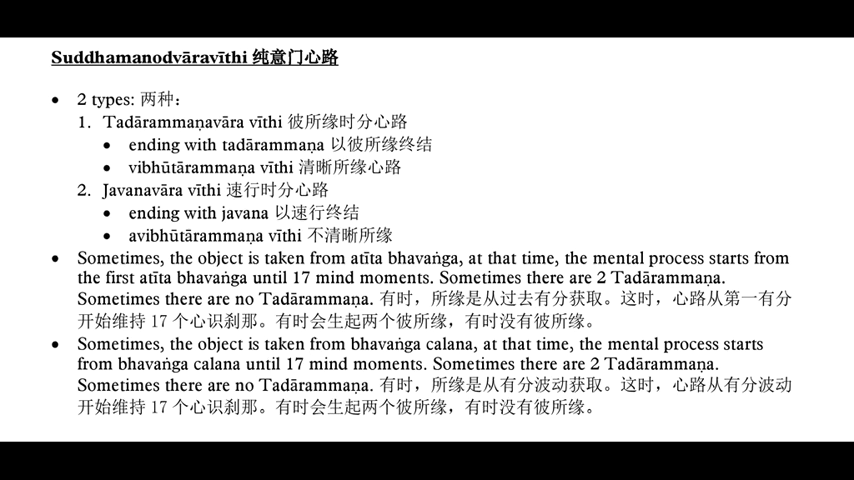 Suddhamanodvāravīthi 纯意门心路
• 2 types: 两种：
1. Tadārammaṇavāra vīthi 彼所缘时分心路
• ending with tadārammaṇa 以彼所缘终结
• vibhūtārammaṇa vīthi 清晰所缘心路
2. Javanavāra vīthi 速行时分心路
• ending with javana 以速行终结
• avibhūtārammaṇa vīthi 不清晰所缘
• Sometimes, the object is taken from atīta bhavaṅga, at that time, the mental process starts from
the first atīta bhavaṅga until 17 mind moments. Sometimes there are 2 Tadārammaṇa.
Sometimes there are no Tadārammaṇa. 有时，所缘是从过去有分获取。这时，心路从第一有分
开始维持 17 个心识刹那。有时会生起两个彼所缘，有时没有彼所缘。
• Sometimes, the object is taken from bhavaṅga calana, at that time, the mental process starts
from bhavaṅga calana until 17 mind moments. Sometimes there are 2 Tadārammaṇa.
Sometimes there are no Tadārammaṇa. 有时，所缘是从有分波动获取。这时，心路从有分波动
开始维持 17 个心识刹那。有时会生起两个彼所缘，有时没有彼所缘。